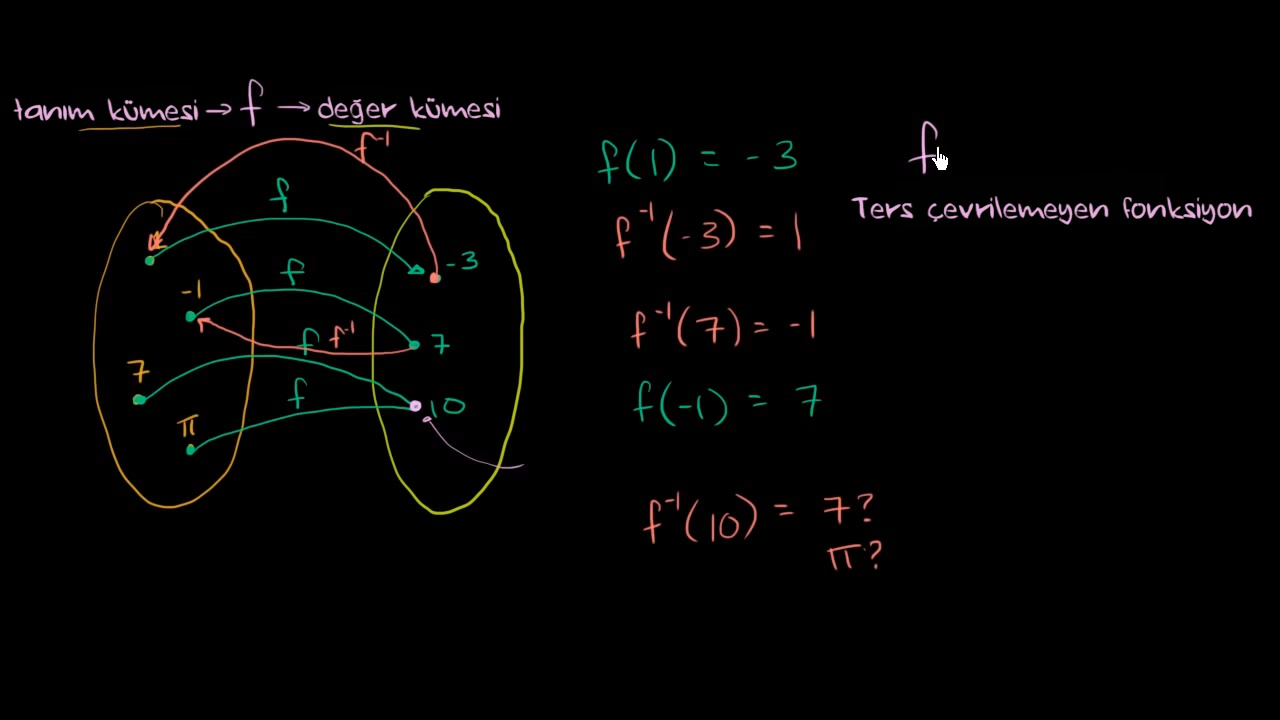 tanım kümesi → f → değer kümesi
f⁻¹
f
-3
-1
f
f f⁻¹
7
7
f
10
π
f(1) = -3
f⁻¹(-3) = 1
f⁻¹(7) = -1
f(-1) = 7
f⁻¹(10) = 7?
π?
f
Ters çevrilemeyen fonksiyon